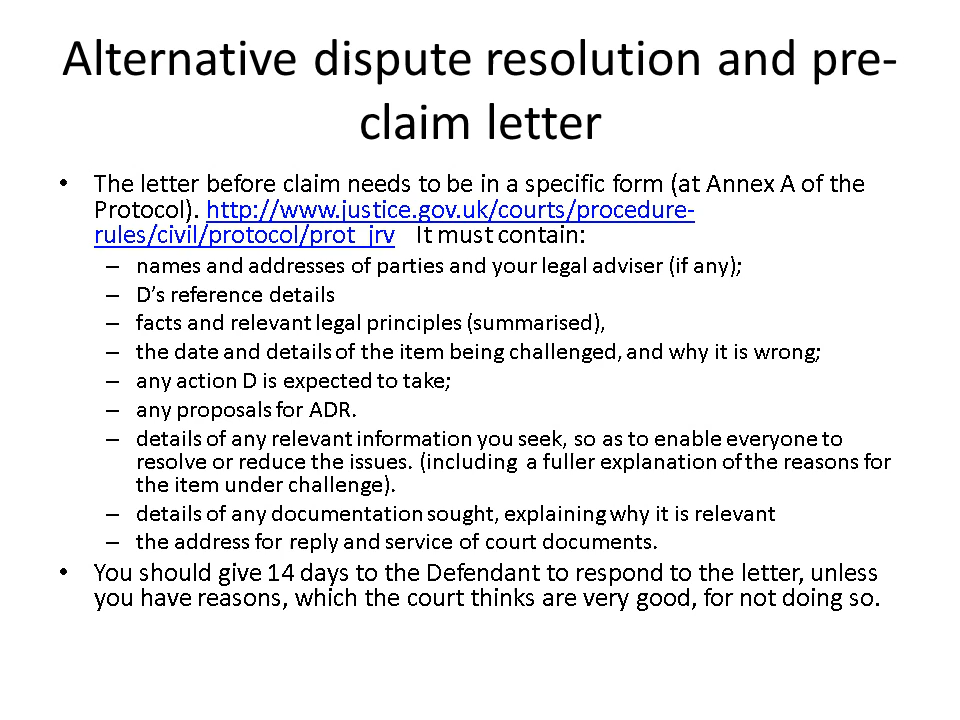 Alternative dispute resolution and pre-
claim letter
• The letter before claim needs to be in a specific form (at Annex A of the
Protocol). http://www.justice.gov.uk/courts/procedure-
rules/civil/protocol/prot_jrv It must contain:
– names and addresses of parties and your legal adviser (if any);
– D's reference details
– facts and relevant legal principles (summarised),
– the date and details of the item being challenged, and why it is wrong;
– any action D is expected to take;
– any proposals for ADR.
– details of any relevant information you seek, so as to enable everyone to
resolve or reduce the issues. (including a fuller explanation of the reasons for
the item under challenge).
– details of any documentation sought, explaining why it is relevant
– the address for reply and service of court documents.
• You should give 14 days to the Defendant to respond to the letter, unless
you have reasons, which the court thinks are very good, for not doing so.